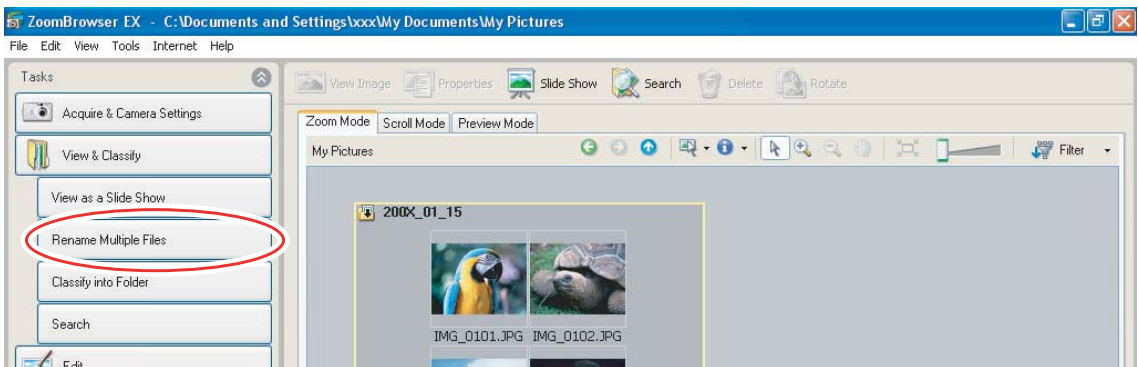 ZoomBrowser EX - C:\Documents and Settings\xxx\My Documents\My Pictures
File Edit View Tools Internet Help
Tasks
Acquire & Camera Settings
View & Classify
View as a Slide Show
Rename Multiple Files
Classify into Folder
Search
Edit
View Image Properties Slide Show Search Delete Rotate
Zoom Mode Scroll Mode Preview Mode
My Pictures
Filter
200X_01_15
IMG_0101.JPG IMG_0102.JPG